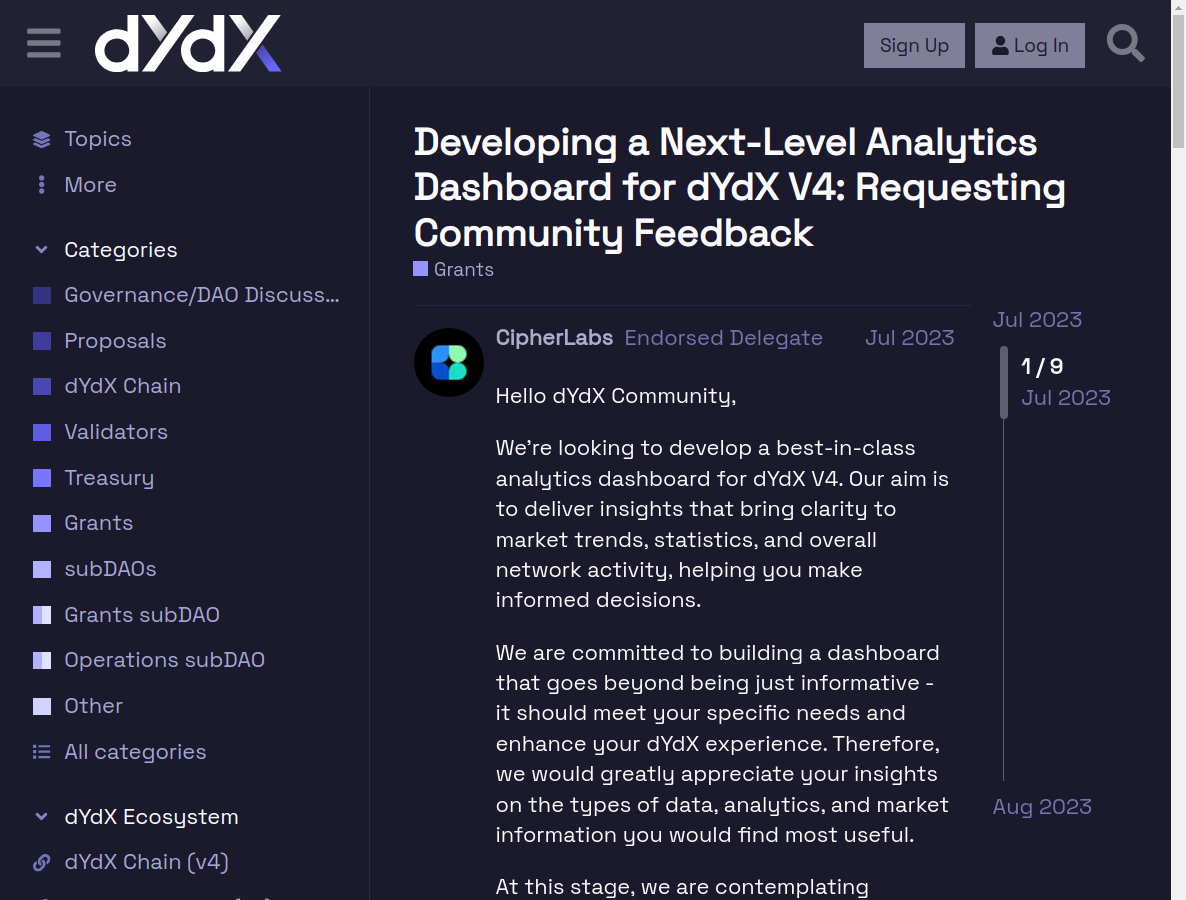 dYdX
Sign Up
Log In
Topics
More
Categories
Governance/DAO Discuss...
Proposals
dYdX Chain
Validators
Treasury
Grants
subDAOs
Grants subDAO
Operations subDAO
Other
All categories
dYdX Ecosystem
dYdX Chain (v4)
Developing a Next-Level Analytics
Dashboard for dYdX V4: Requesting
Community Feedback
Grants
CipherLabs Endorsed Delegate Jul 2023
Hello dYdX Community,
We’re looking to develop a best-in-class
analytics dashboard for dYdX V4. Our aim is
to deliver insights that bring clarity to
market trends, statistics, and overall
network activity, helping you make
informed decisions.
We are committed to building a dashboard
that goes beyond being just informative -
it should meet your specific needs and
enhance your dYdX experience. Therefore,
we would greatly appreciate your insights
on the types of data, analytics, and market
information you would find most useful.
At this stage, we are contemplating
Jul 2023
1 / 9
Jul 2023
Aug 2023